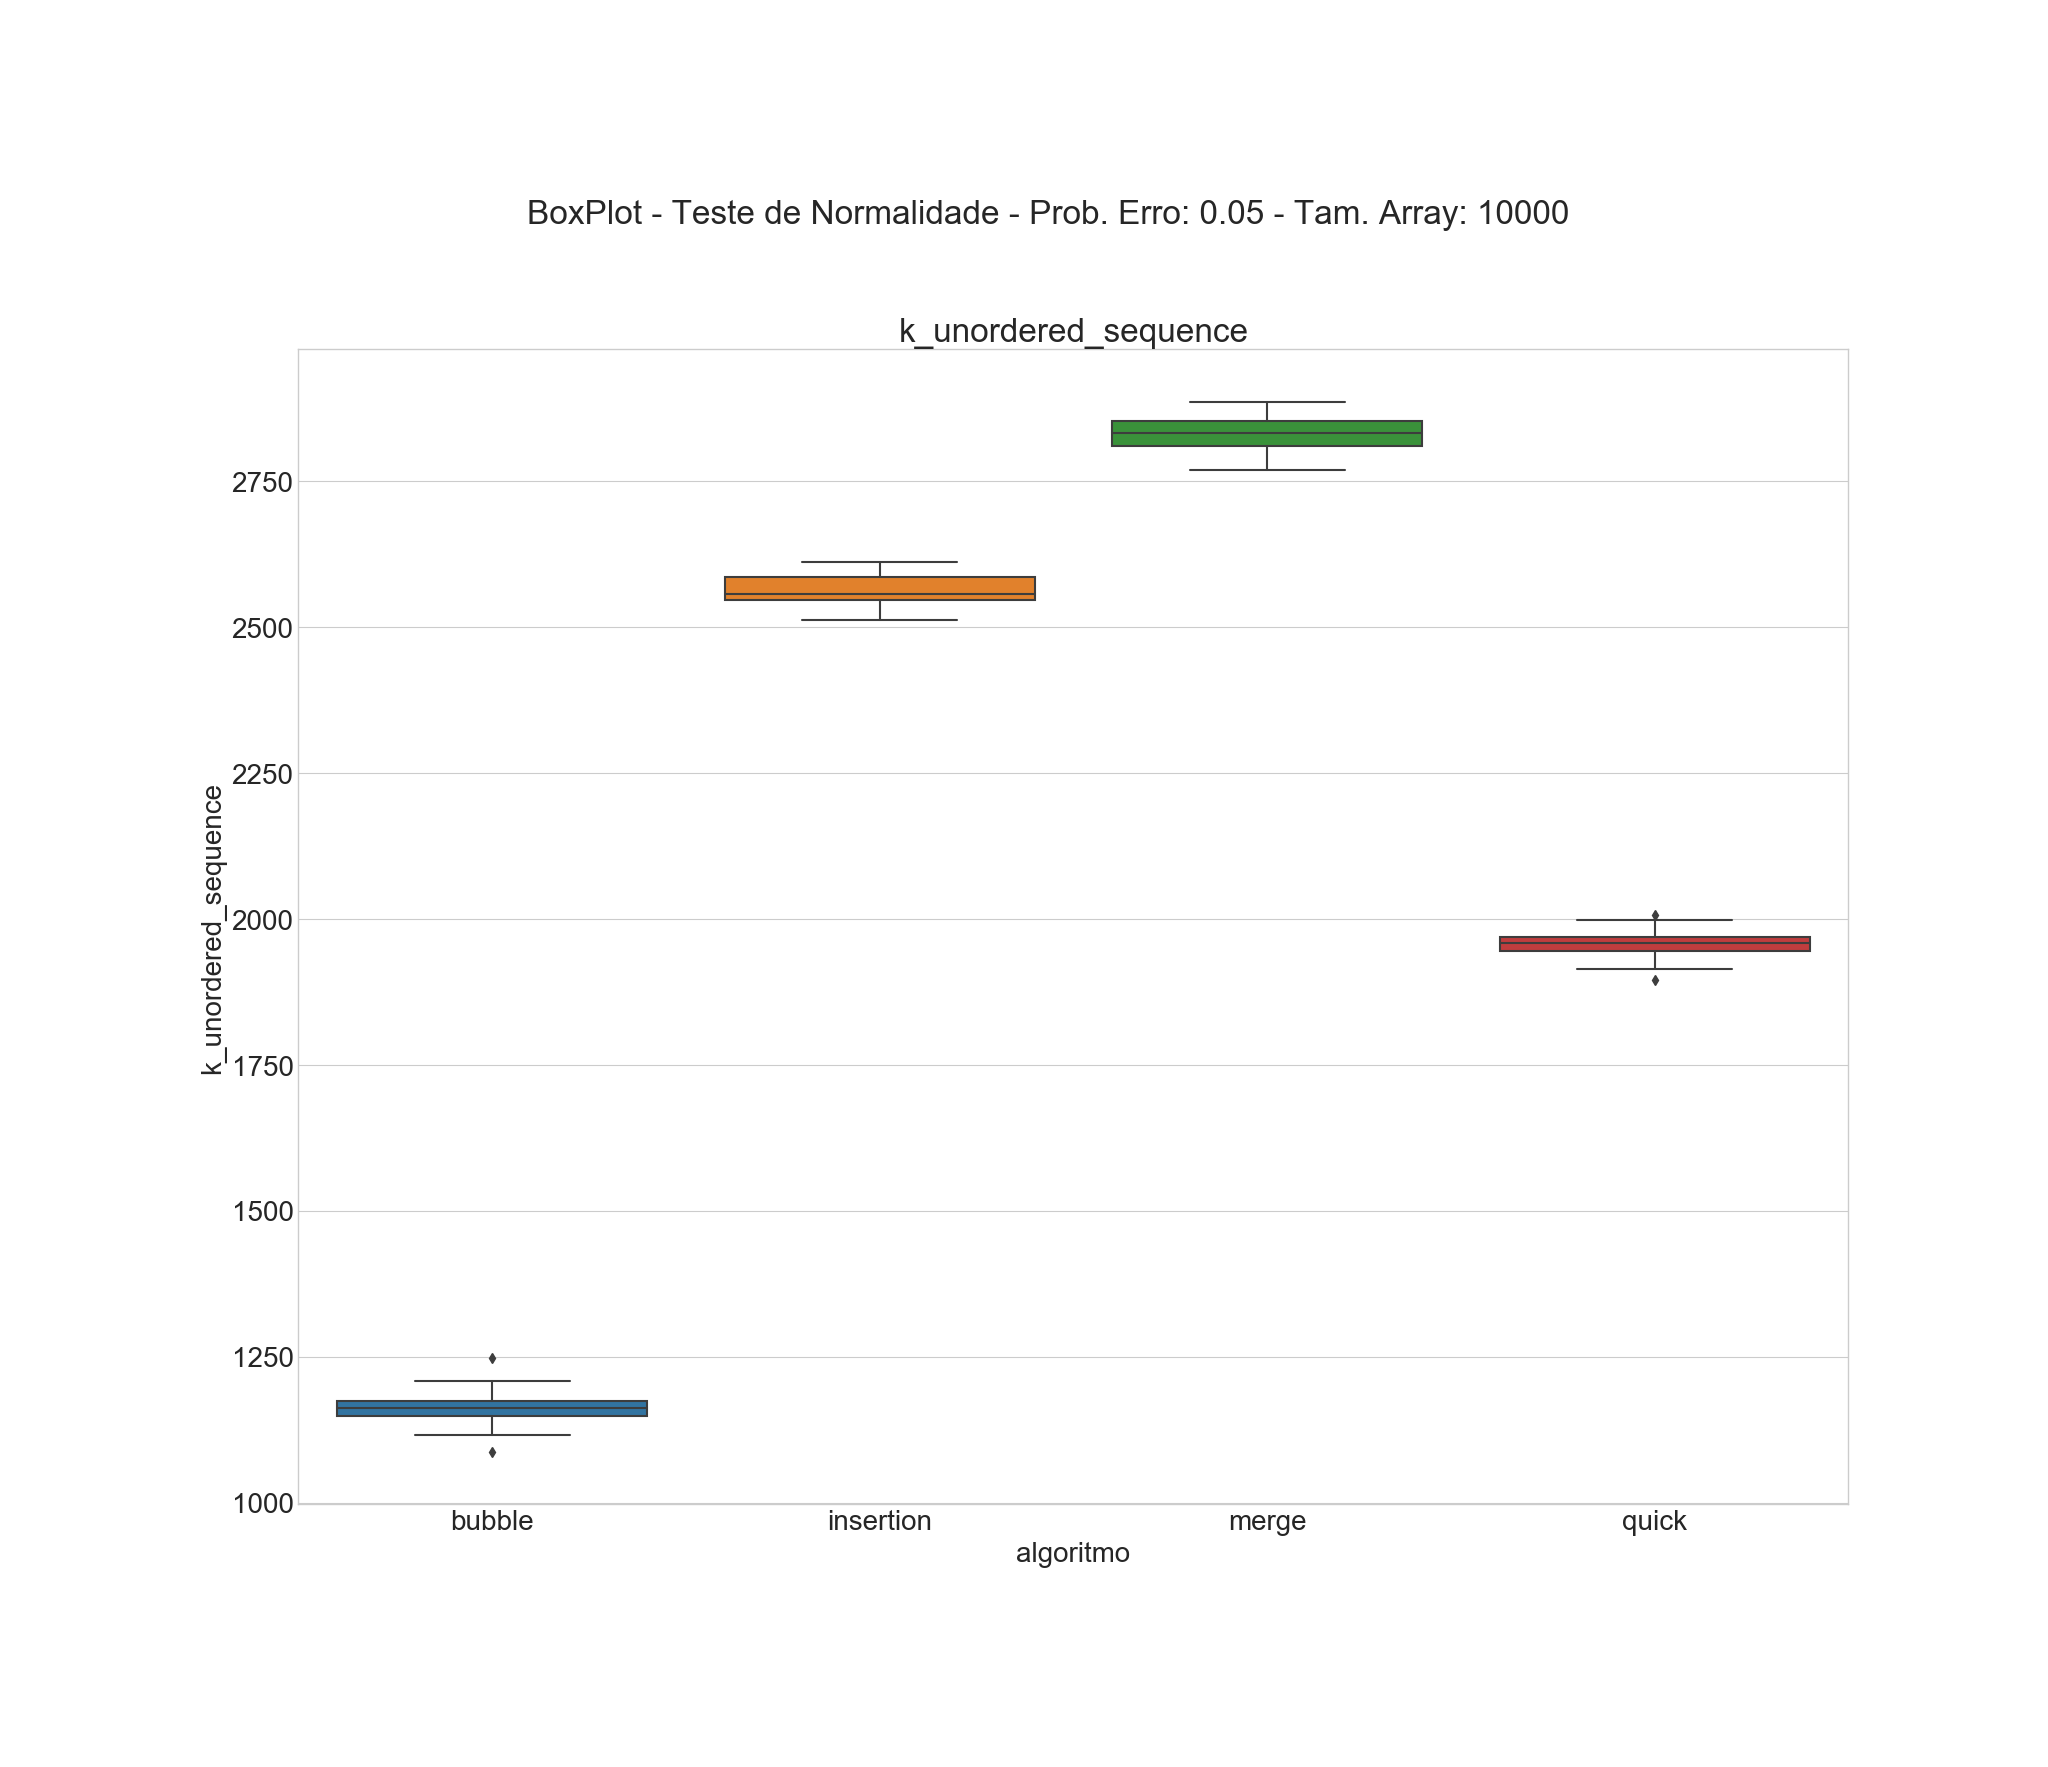 BoxPlot - Teste de Normalidade - Prob. Erro: 0.05 - Tam. Array: 10000
k_unordered_sequence
k_unordered_sequence
2750
2500
2250
2000
1750
1500
1250
1000
bubble insertion merge quick
algoritmo